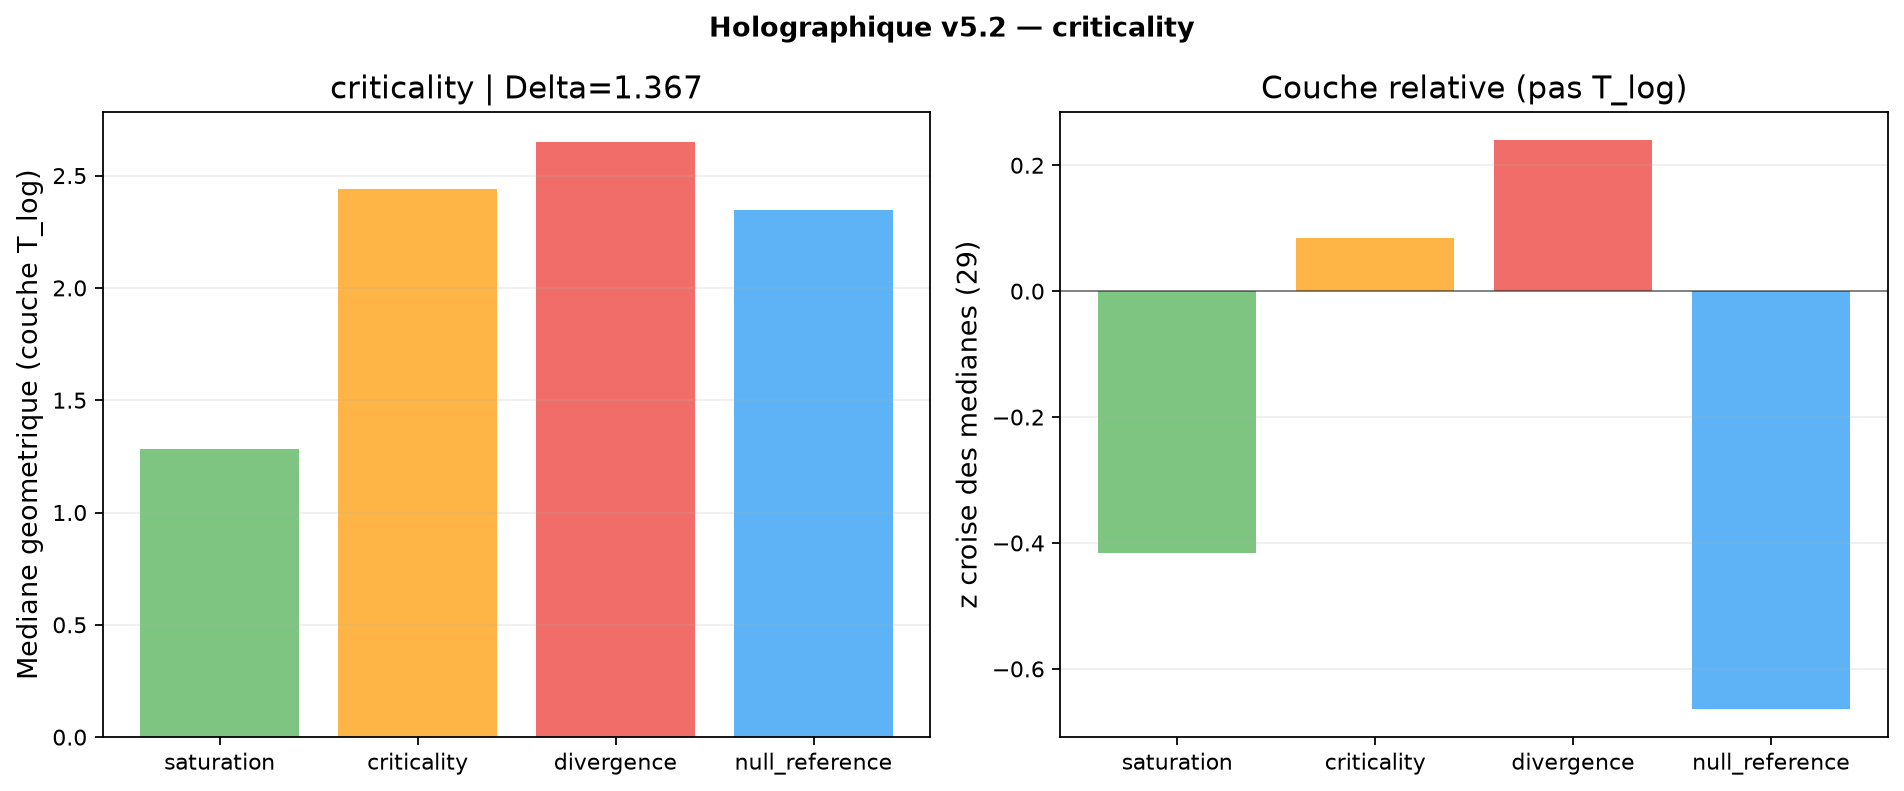 Holographique v5.2 — criticality
criticality | Delta=1.367
Mediane geometrique (couche T_log)
2.5
2.0
1.5
1.0
0.5
0.0
saturation
criticality
divergence
null_reference
Couche relative (pas T_log)
z croise des medianes (29)
0.2
0.0
−0.2
−0.4
−0.6
saturation
criticality
divergence
null_reference